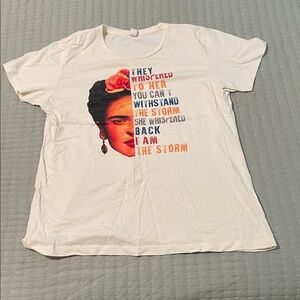 THEY
WHISPERED
TO HER
YOU CAN'T
WITHSTAND
THE STORM
SHE WHISPERED
BACK
I AM
THE STORM